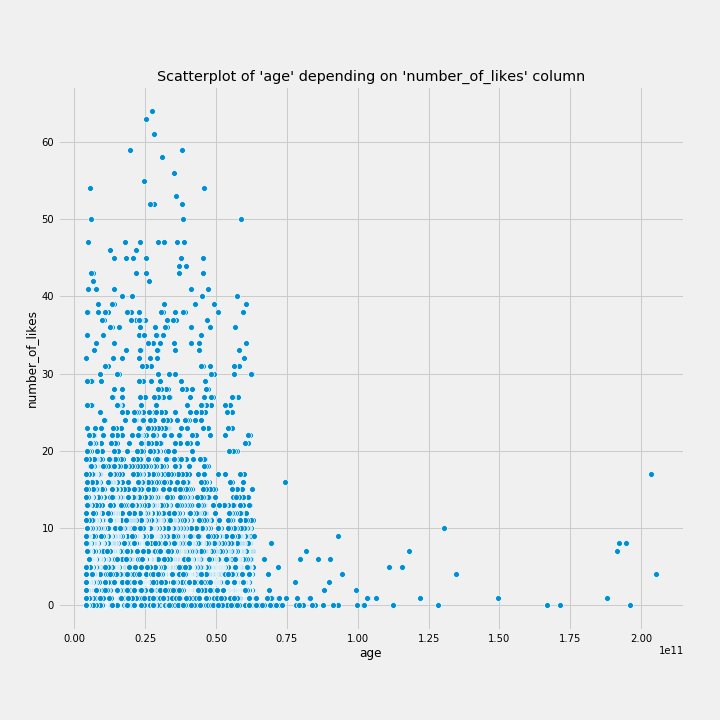 Scatterplot of 'age' depending on 'number_of_likes' column
number_of_likes
60
50
40
30
20
10
0
0.00 0.25 0.50 0.75 1.00 1.25 1.50 1.75 2.00
1e11
age